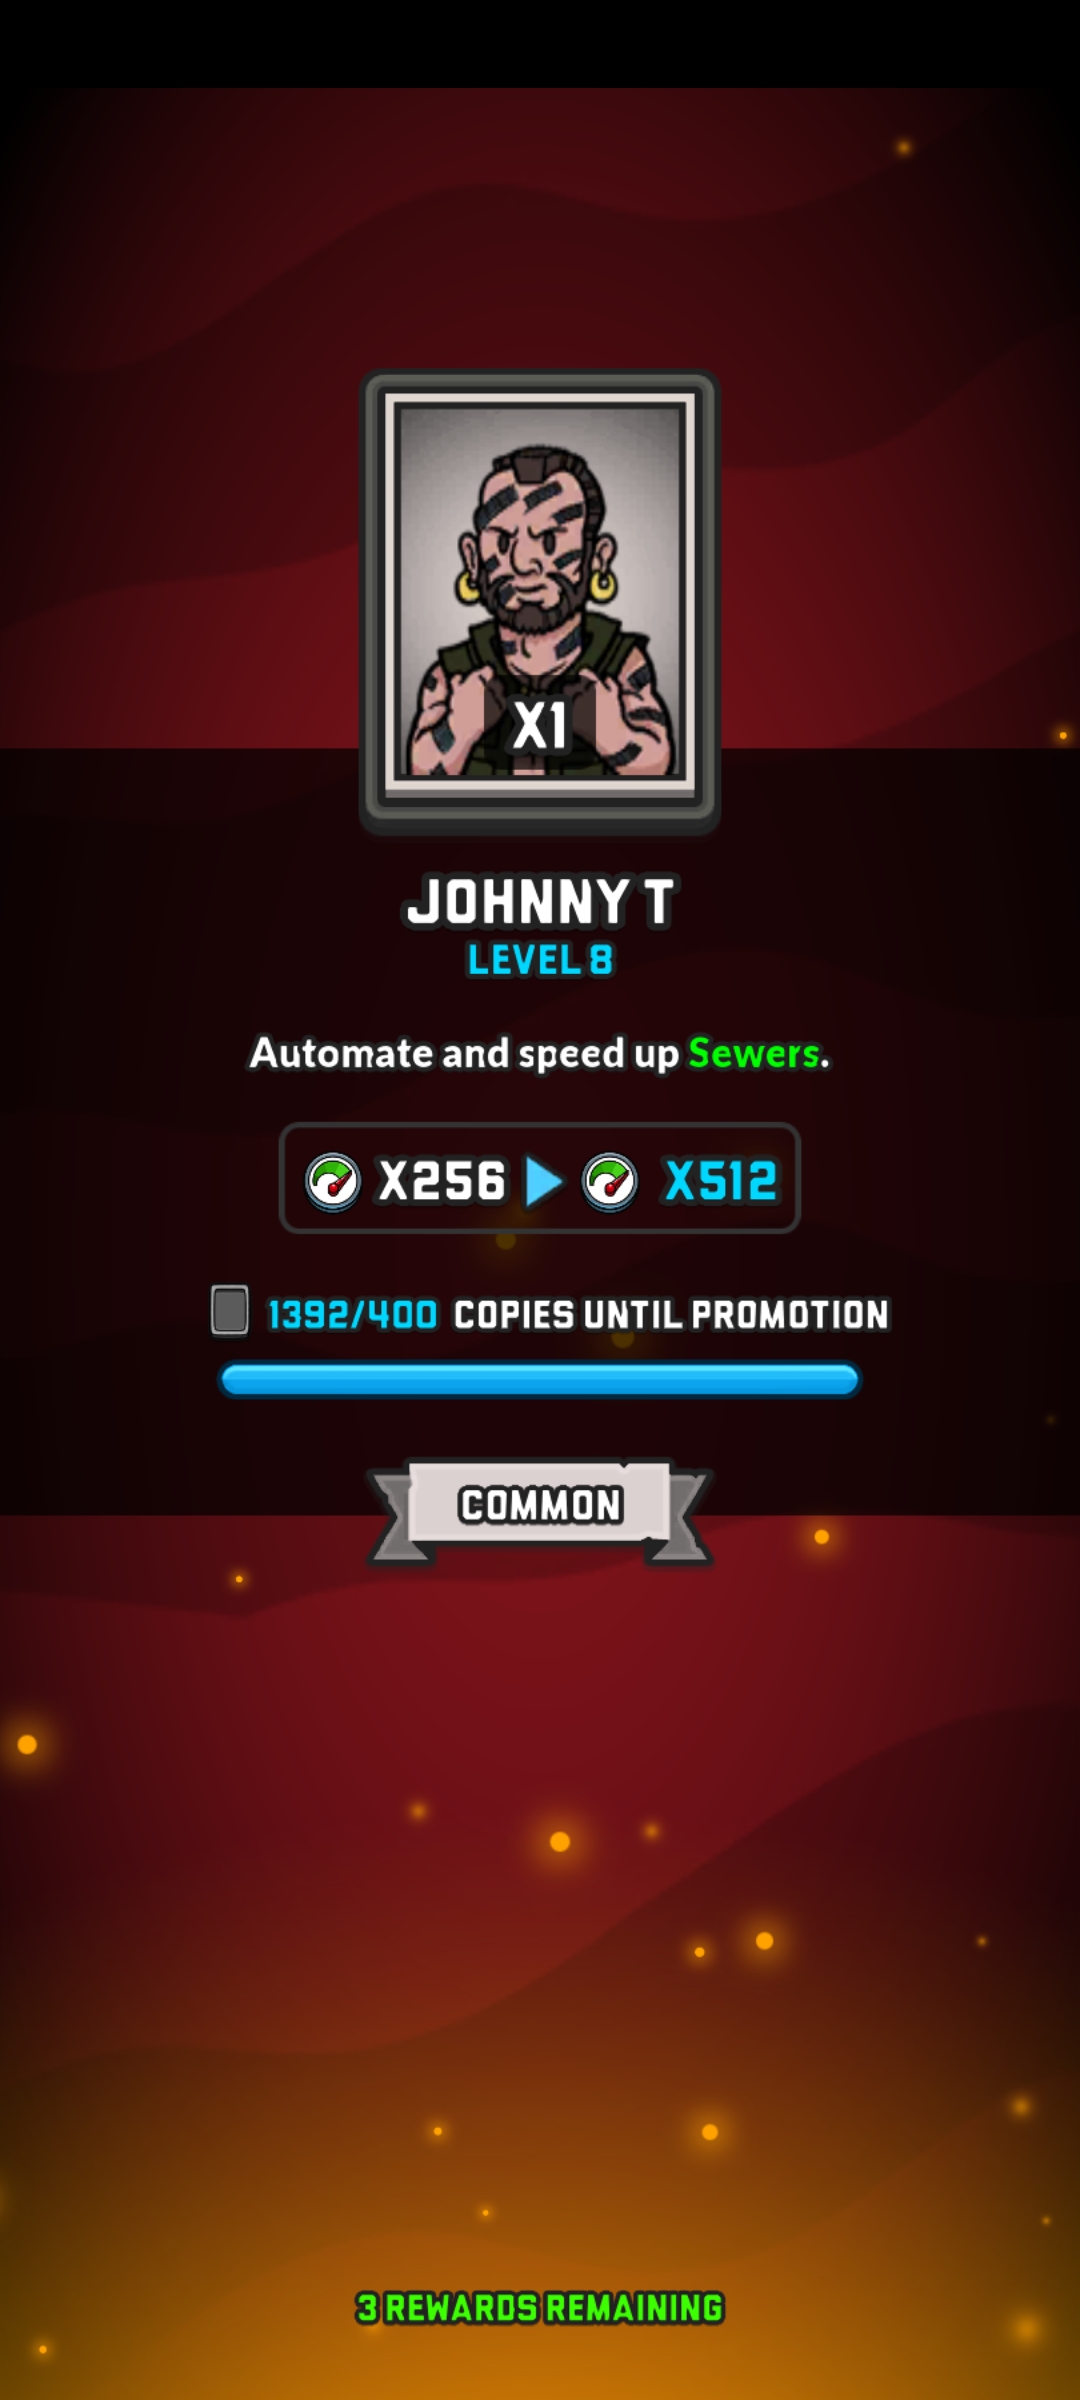 X1
JOHNNY T
LEVEL 8
Automate and speed up Sewers.
X256 X512
1392/400 COPIES UNTIL PROMOTION
COMMON
3 REWARDS REMAINING